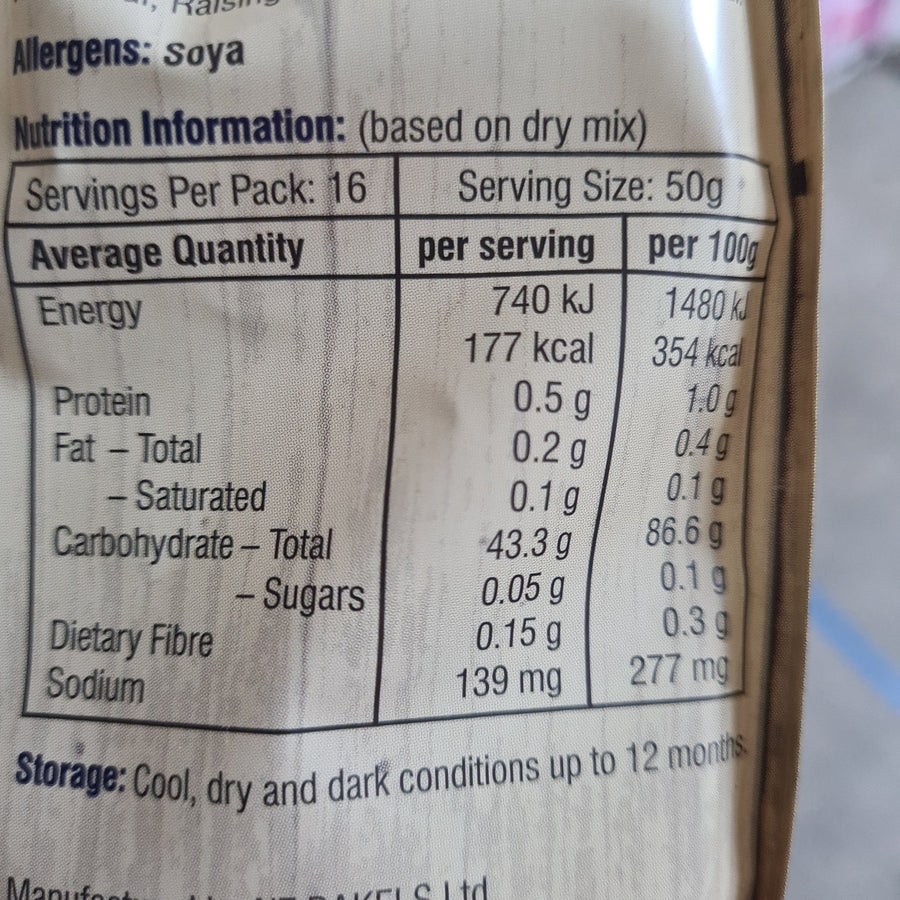 Allergens: Soya
Nutrition Information: (based on dry mix)
Servings Per Pack: 16 Serving Size: 50g
Average Quantity per serving per 100g
Energy 740 kJ 1480 kJ
177 kcal 354 kcal
Protein 0.5 g 1.0 g
Fat – Total 0.2 g 0.4 g
– Saturated 0.1 g 0.1 g
Carbohydrate – Total 43.3 g 86.6 g
– Sugars 0.05 g 0.1 g
Dietary Fibre 0.15 g 0.3 g
Sodium 139 mg 277 mg
Storage: Cool, dry and dark conditions up to 12 months.
Ltd